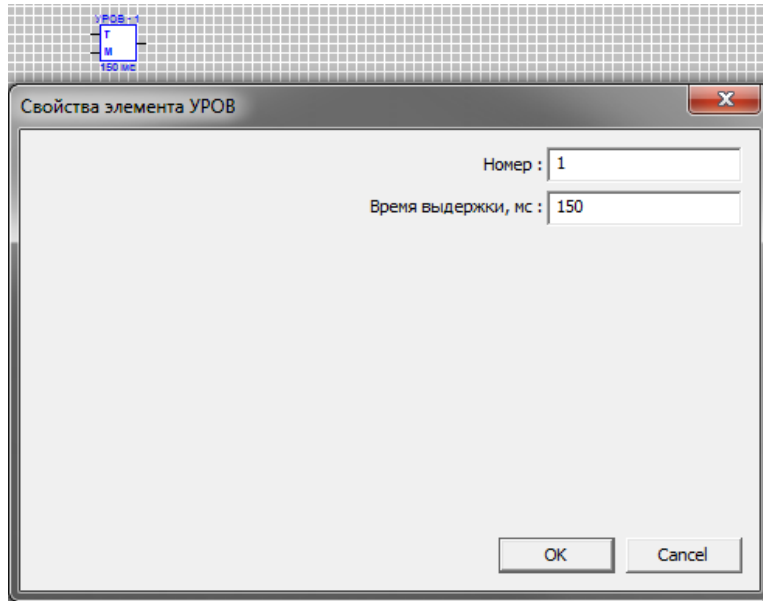 УРОВ - 1
T
M
150 мс
Свойства элемента УРОВ
Номер : 1
Время выдержки, мс : 150
OK
Cancel